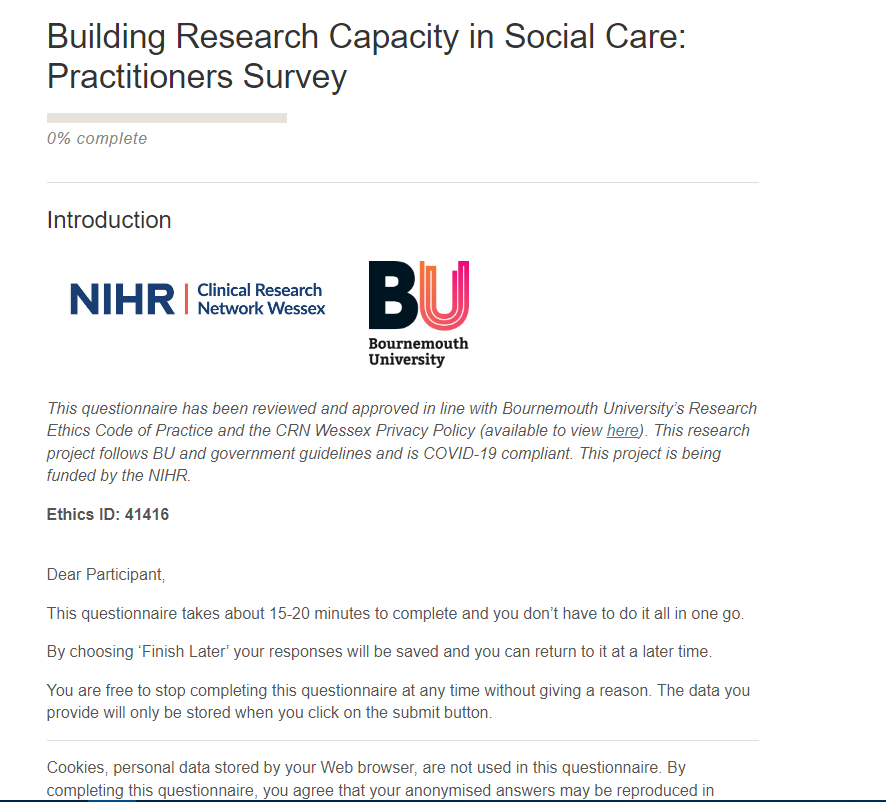 Building Research Capacity in Social Care:
Practitioners Survey
0% complete
Introduction
NIHR | Clinical Research
Network Wessex
BU
Bournemouth
University
This questionnaire has been reviewed and approved in line with Bournemouth University’s Research
Ethics Code of Practice and the CRN Wessex Privacy Policy (available to view here). This research
project follows BU and government guidelines and is COVID-19 compliant. This project is being
funded by the NIHR.
Ethics ID: 41416
Dear Participant,
This questionnaire takes about 15-20 minutes to complete and you don’t have to do it all in one go.
By choosing ‘Finish Later’ your responses will be saved and you can return to it at a later time.
You are free to stop completing this questionnaire at any time without giving a reason. The data you
provide will only be stored when you click on the submit button.
Cookies, personal data stored by your Web browser, are not used in this questionnaire. By
completing this questionnaire, you agree that your anonymised answers may be reproduced in